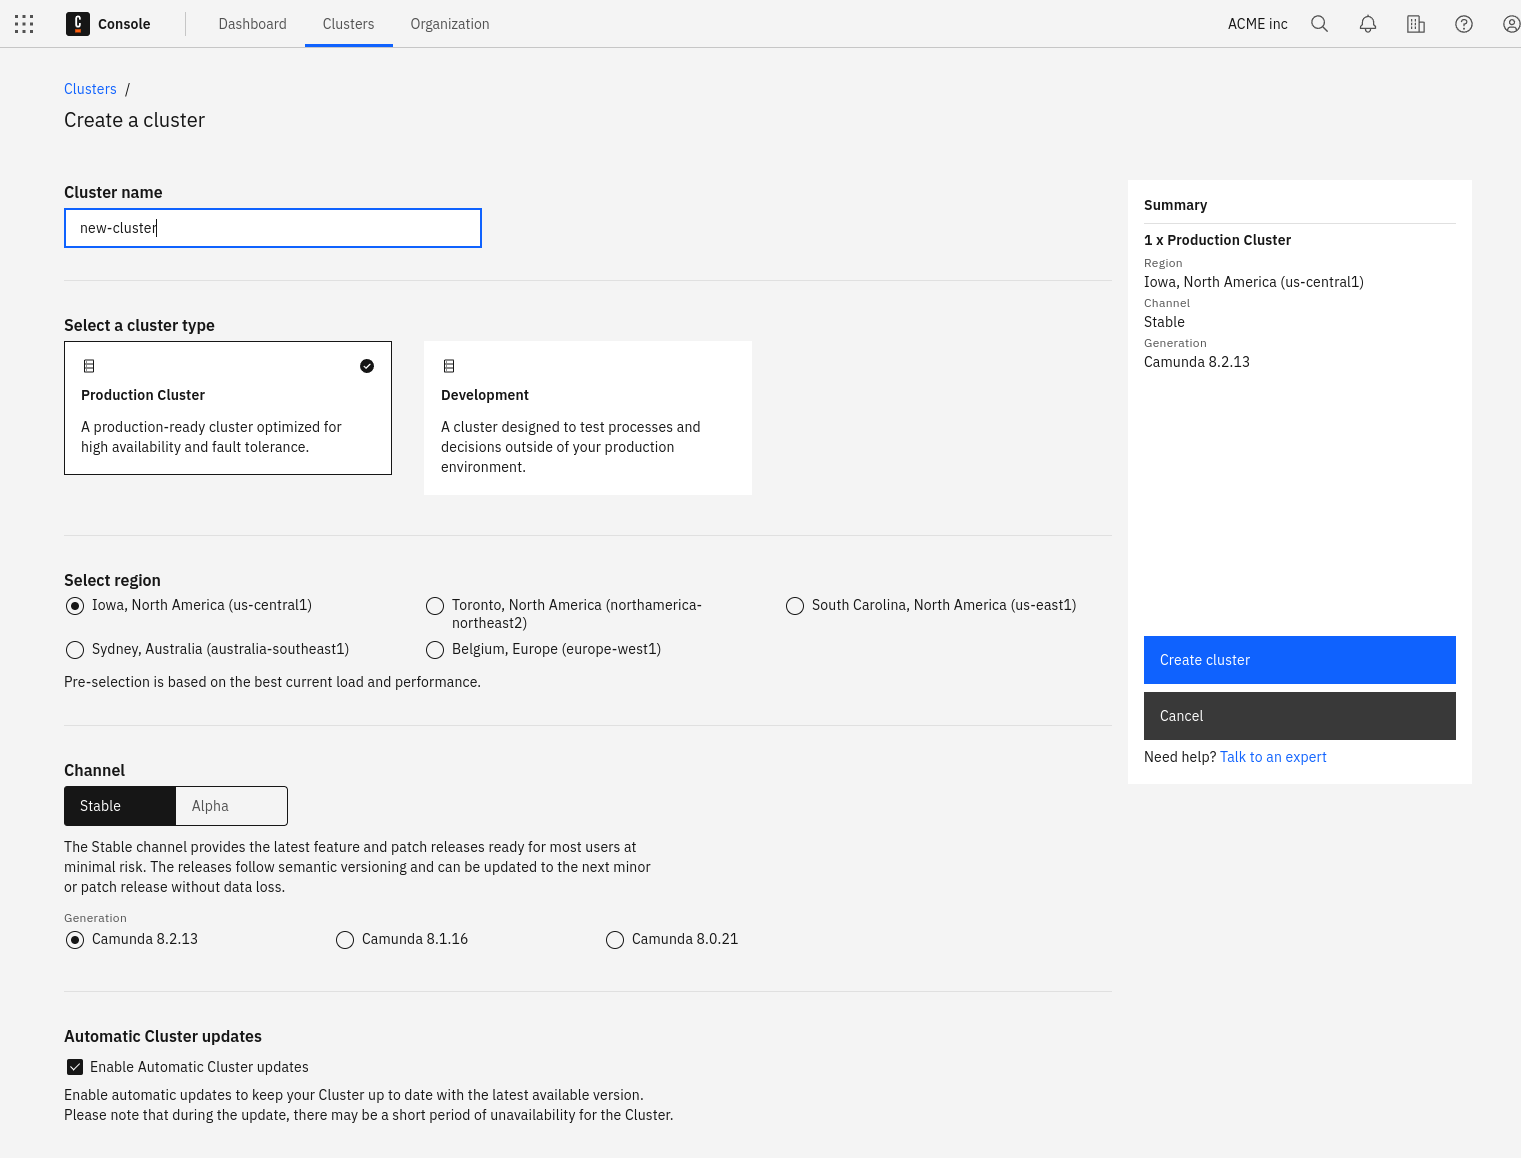 Console
Dashboard
Clusters
Organization
ACME inc
Clusters /
Create a cluster
Cluster name
new-cluster
Select a cluster type
Production Cluster
A production-ready cluster optimized for
high availability and fault tolerance.
Development
A cluster designed to test processes and
decisions outside of your production
environment.
Select region
Iowa, North America (us-central1)
Toronto, North America (northamerica-
northeast2)
South Carolina, North America (us-east1)
Sydney, Australia (australia-southeast1)
Belgium, Europe (europe-west1)
Pre-selection is based on the best current load and performance.
Channel
Stable
Alpha
The Stable channel provides the latest feature and patch releases ready for most users at
minimal risk. The releases follow semantic versioning and can be updated to the next minor
or patch release without data loss.
Generation
Camunda 8.2.13
Camunda 8.1.16
Camunda 8.0.21
Automatic Cluster updates
Enable Automatic Cluster updates
Enable automatic updates to keep your Cluster up to date with the latest available version.
Please note that during the update, there may be a short period of unavailability for the Cluster.
Summary
1 x Production Cluster
Region
Iowa, North America (us-central1)
Channel
Stable
Generation
Camunda 8.2.13
Create cluster
Cancel
Need help? Talk to an expert